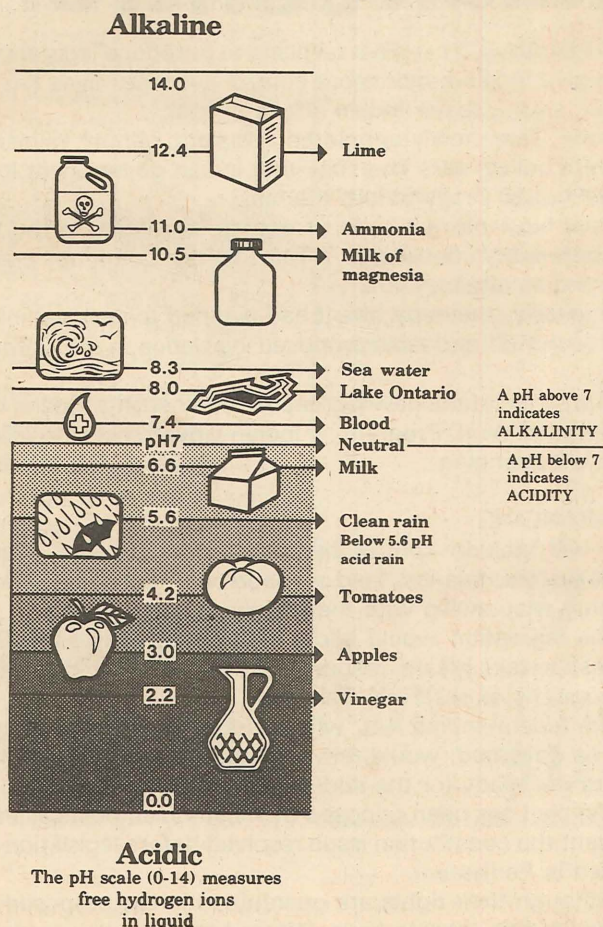 Alkaline
14.0
12.4 Lime
11.0 Ammonia
10.5 Milk of
magnesia
8.3 Sea water
8.0 Lake Ontario
7.4 Blood
pH7 Neutral
A pH above 7
indicates
ALKALINITY
A pH below 7
indicates
ACIDITY
6.6 Milk
5.6 Clean rain
Below 5.6 pH
acid rain
4.2 Tomatoes
3.0 Apples
2.2 Vinegar
0.0
Acidic
The pH scale (0-14) measures
free hydrogen ions
in liquid